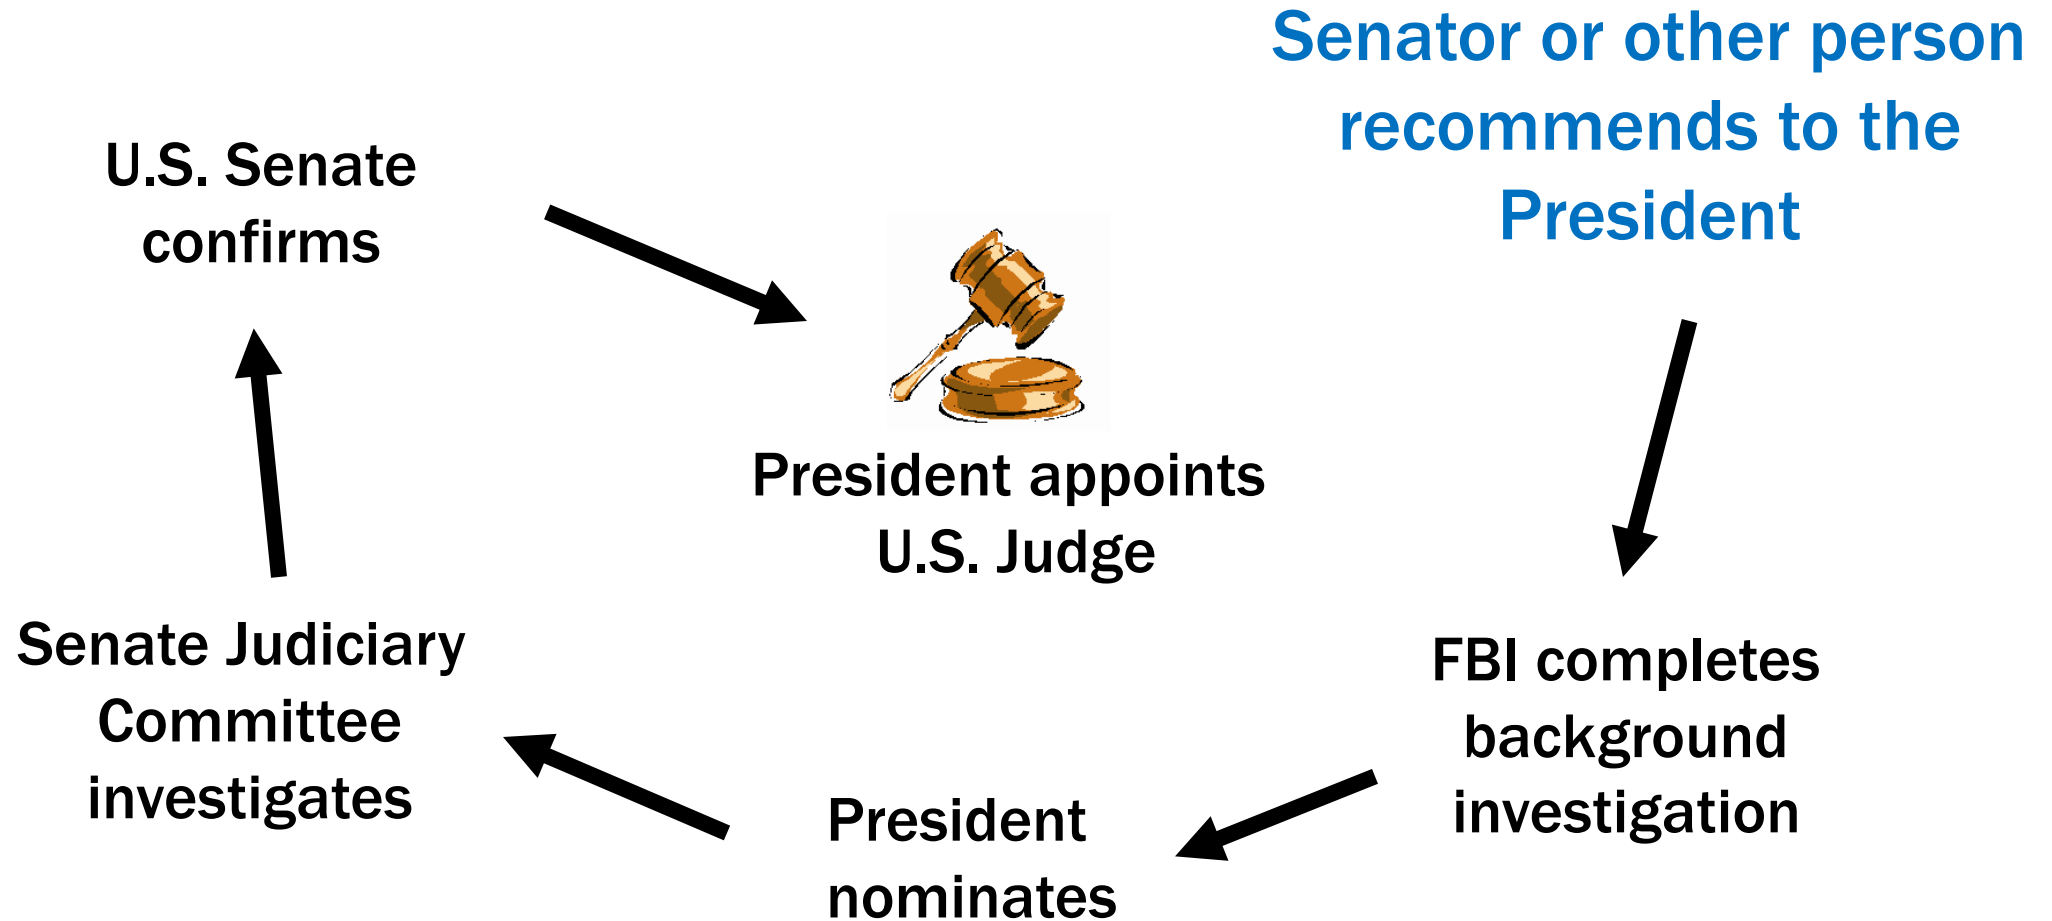 Senator or other person
recommends to the
President
FBI completes
background
investigation
President
nominates
Senate Judiciary
Committee
investigates
U.S. Senate
confirms
President appoints
U.S. Judge